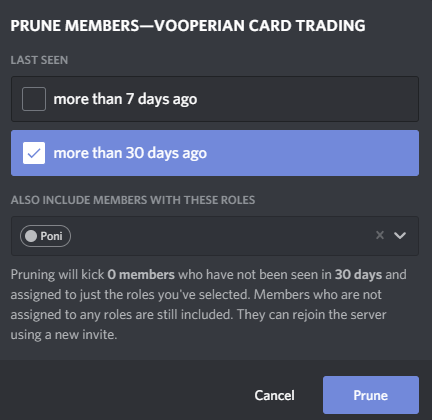 PRUNE MEMBERS—VOOPERIAN CARD TRADING
LAST SEEN
more than 7 days ago
more than 30 days ago
ALSO INCLUDE MEMBERS WITH THESE ROLES
Poni
Pruning will kick 0 members who have not been seen in 30 days and
assigned to just the roles you've selected. Members who are not
assigned to any roles are still included. They can rejoin the server
using a new invite.
Cancel
Prune